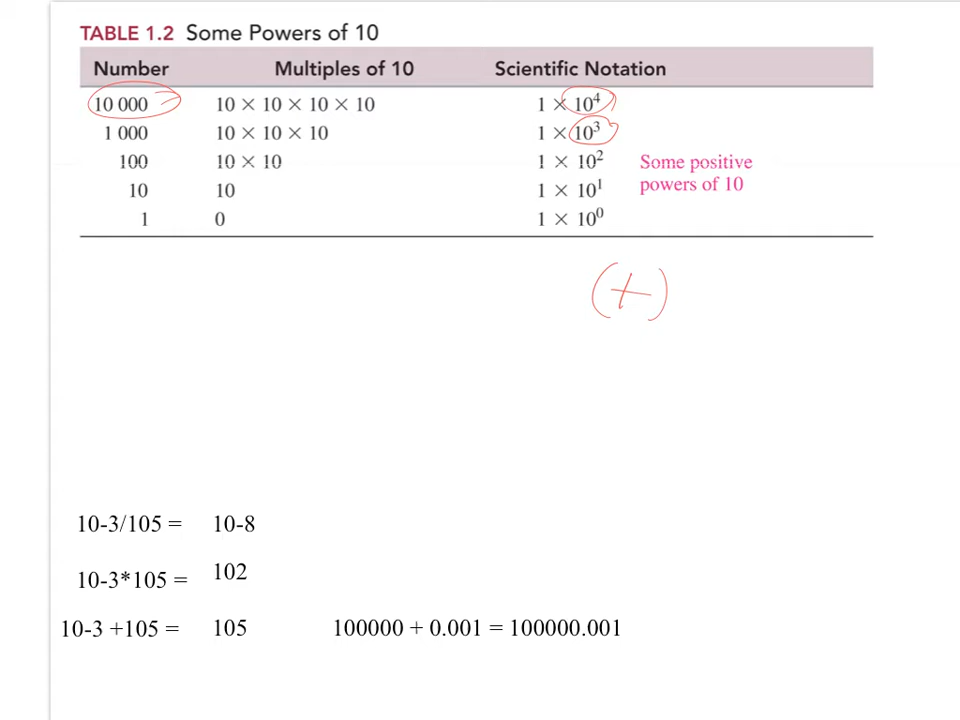 TABLE 1.2 Some Powers of 10
Number Multiples of 10 Scientific Notation
10 000 10 × 10 × 10 × 10 1 × 10⁴
1 000 10 × 10 × 10 1 × 10³
100 10 × 10 1 × 10² Some positive
10 10 1 × 10¹ powers of 10
1 0 1 × 10⁰
(+)
10-3/105 = 10-8
10-3*105 = 102
10-3 +105 = 105 100000 + 0.001 = 100000.001